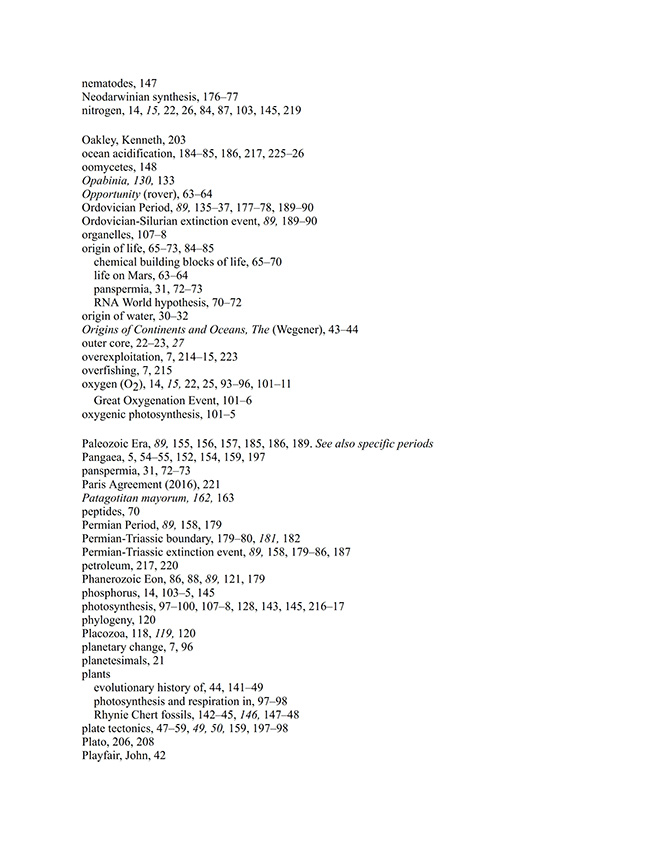 nematodes, 147
Neodarwinian synthesis, 176–77
nitrogen, 14, 15, 22, 26, 84, 87, 103, 145, 219
Oakley, Kenneth, 203
ocean acidification, 184–85, 186, 217, 225–26
oomycetes, 148
Opabinia, 130, 133
Opportunity (rover), 63–64
Ordovician Period, 89, 135–37, 177–78, 189–90
Ordovician-Silurian extinction event, 89, 189–90
organelles, 107–8
origin of life, 65–73, 84–85
chemical building blocks of life, 65–70
life on Mars, 63–64
panspermia, 31, 72–73
RNA World hypothesis, 70–72
origin of water, 30–32
Origins of Continents and Oceans, The (Wegener), 43–44
outer core, 22–23, 27
overexploitation, 7, 214–15, 223
overfishing, 7, 215
oxygen (O2), 14, 15, 22, 25, 93–96, 101–11
Great Oxygenation Event, 101–6
oxygenic photosynthesis, 101–5
Paleozoic Era, 89, 155, 156, 157, 185, 186, 189. See also specific periods
Pangaea, 5, 54–55, 152, 154, 159, 197
panspermia, 31, 72–73
Paris Agreement (2016), 221
Patagotitan mayorum, 162, 163
peptides, 70
Permian Period, 89, 158, 179
Permian-Triassic boundary, 179–80, 181, 182
Permian-Triassic extinction event, 89, 158, 179–86, 187
petroleum, 217, 220
Phanerozoic Eon, 86, 88, 89, 121, 179
phosphorus, 14, 103–5, 145
photosynthesis, 97–100, 107–8, 128, 143, 145, 216–17
phylogeny, 120
Placozoa, 118, 119, 120
planetary change, 7, 96
planetesimals, 21
plants
evolutionary history of, 44, 141–49
photosynthesis and respiration in, 97–98
Rhynie Chert fossils, 142–45, 146, 147–48
plate tectonics, 47–59, 49, 50, 159, 197–98
Plato, 206, 208
Playfair, John, 42